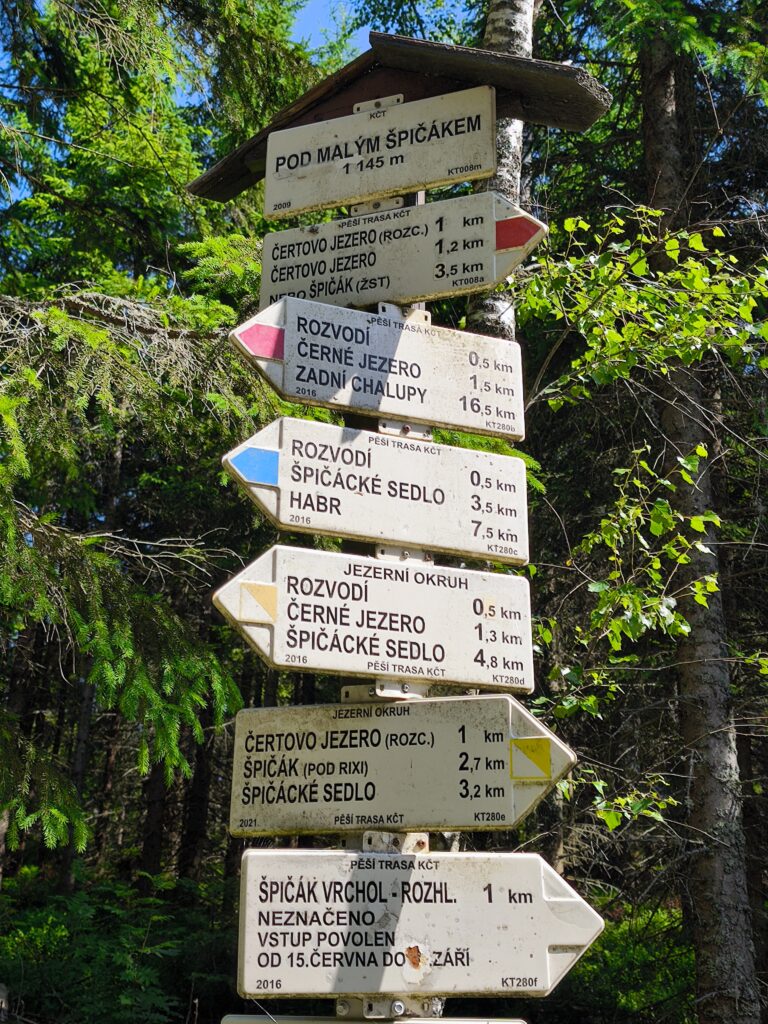 KČT
POD MALÝM ŠPIČÁKEM
1 145 m
2009 KT008m
PĚŠÍ TRASA KČT
ČERTOVO JEZERO (ROZC.) 1 km
ČERTOVO JEZERO 1,2 km
ŠPIČÁK (ŽST) 3,5 km
KT008a
PĚŠÍ TRASA KČT
ROZVODÍ 0,5 km
ČERNÉ JEZERO 1,5 km
ZADNÍ CHALUPY 16,5 km
2016 KT280b
PĚŠÍ TRASA KČT
ROZVODÍ 0,5 km
ŠPIČÁCKÉ SEDLO 3,5 km
HABR 7,5 km
2016 KT280c
JEZERNÍ OKRUH
ROZVODÍ 0,5 km
ČERNÉ JEZERO 1,3 km
ŠPIČÁCKÉ SEDLO 4,8 km
2016 PĚŠÍ TRASA KČT KT280d
JEZERNÍ OKRUH
ČERTOVO JEZERO (ROZC.) 1 km
ŠPIČÁK (POD RIXI) 2,7 km
ŠPIČÁCKÉ SEDLO 3,2 km
2021 PĚŠÍ TRASA KČT KT280e
PĚŠÍ TRASA KČT
ŠPIČÁK VRCHOL - ROZHL. 1 km
NEZNAČENO
VSTUP POVOLEN
OD 15.ČERVNA DO ZÁŘÍ
2016 KT280f